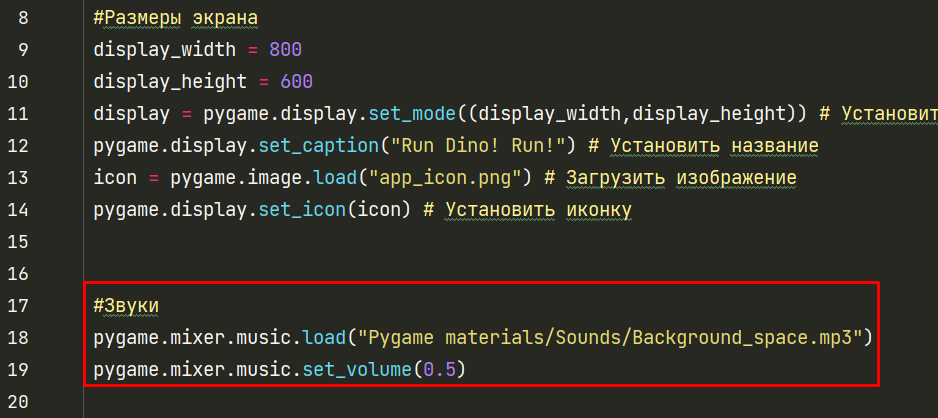 8 #Размеры экрана
9 display_width = 800
10 display_height = 600
11 display = pygame.display.set_mode((display_width,display_height)) # Установит
12 pygame.display.set_caption("Run Dino! Run!") # Установить название
13 icon = pygame.image.load("app_icon.png") # Загрузить изображение
14 pygame.display.set_icon(icon) # Установить иконку
15
16
17 #Звуки
18 pygame.mixer.music.load("Pygame materials/Sounds/Background_space.mp3")
19 pygame.mixer.music.set_volume(0.5)
20